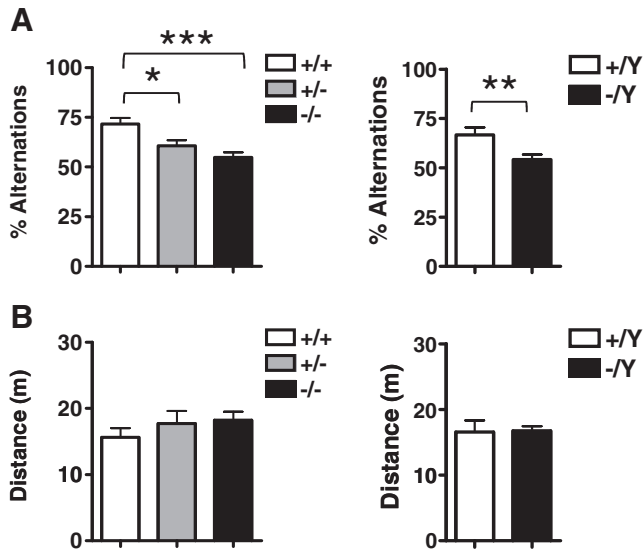 A
% Alternations
100
75
50
25
0
***
*
+/+
+/-
-/-
% Alternations
100
75
50
25
0
**
+/Y
-/Y
B
Distance (m)
30
20
10
0
+/+
+/-
-/-
Distance (m)
30
20
10
0
+/Y
-/Y